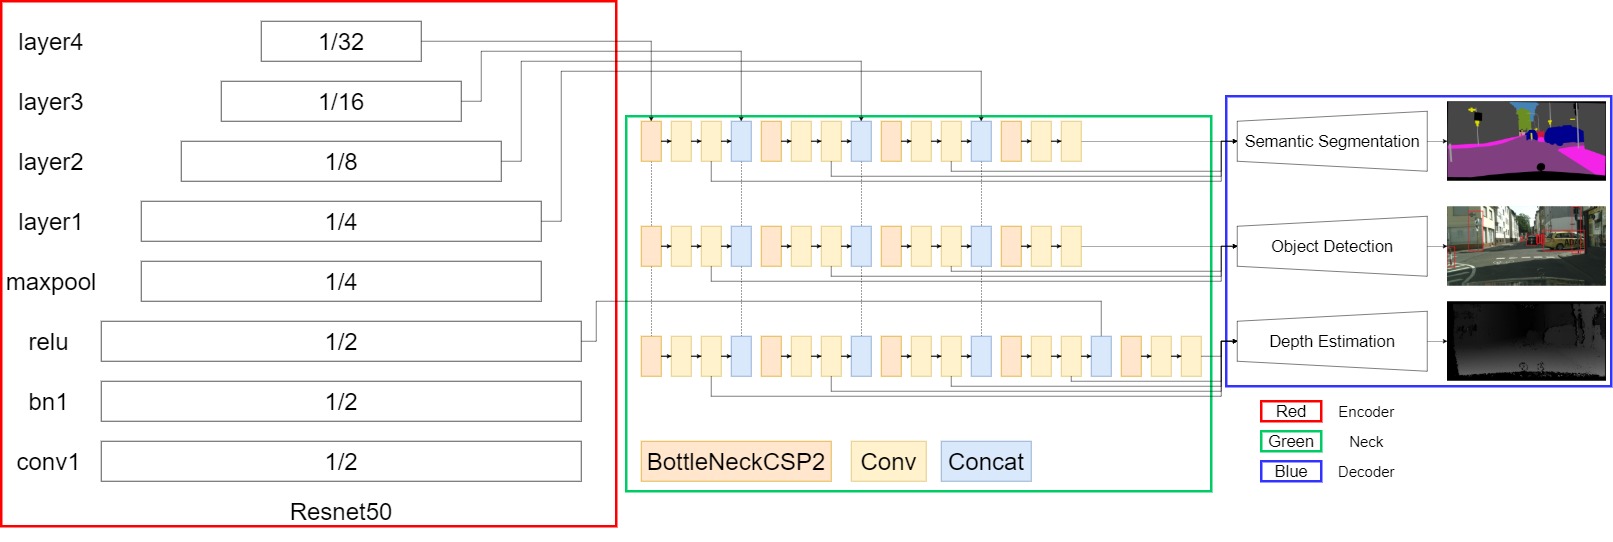 layer4
1/32
layer3
1/16
layer2
1/8
layer1
1/4
maxpool
1/4
relu
1/2
bn1
1/2
conv1
1/2
Resnet50
BottleNeckCSP2
Conv
Concat
Semantic Segmentation
Object Detection
Depth Estimation
Red Encoder
Green Neck
Blue Decoder